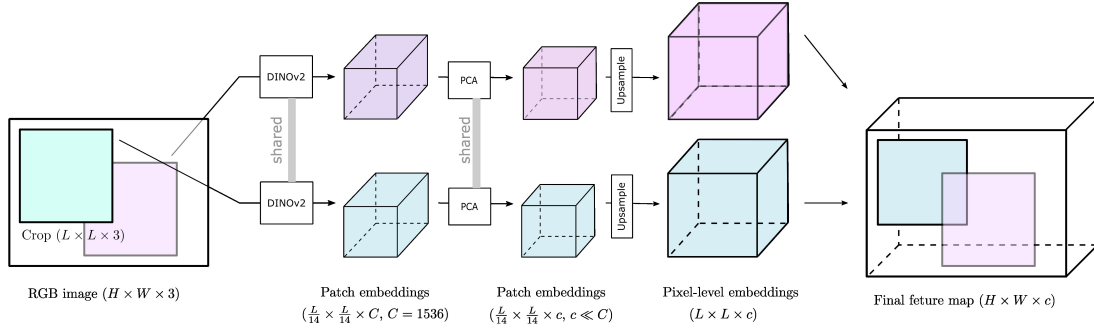 DINOv2
PCA
Upsample
shared
shared
DINOv2
PCA
Upsample
Crop (L × L × 3)
RGB image (H × W × 3)
Patch embeddings
(L/14 × L/14 × C, C = 1536)
Patch embeddings
(L/14 × L/14 × c, c ≪ C)
Pixel-level embeddings
(L × L × c)
Final feture map (H × W × c)